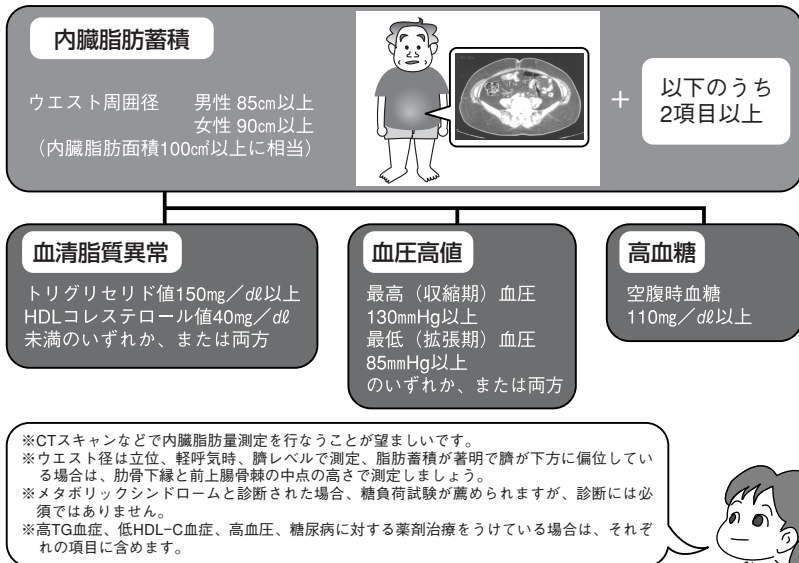 内臓脂肪蓄積
ウエスト周囲径　男性 85㎝以上
女性 90㎝以上
（内臓脂肪面積100㎠以上に相当）
＋
以下のうち
2項目以上
血清脂質異常
トリグリセリド値150㎎／㎗以上
HDLコレステロール値40㎎／㎗
未満のいずれか、または両方
血圧高値
最高（収縮期）血圧
130mmHg以上
最低（拡張期）血圧
85mmHg以上
のいずれか、または両方
高血糖
空腹時血糖
110㎎／㎗以上
※CTスキャンなどで内臓脂肪量測定を行なうことが望ましいです。
※ウエスト径は立位、軽呼気時、臍レベルで測定、脂肪蓄積が著明で臍が下方に偏位してい
る場合は、肋骨下縁と前上腸骨棘の中点の高さで測定しましょう。
※メタボリックシンドロームと診断された場合、糖負荷試験が薦められますが、診断には必
須ではありません。
※高TG血症、低HDL-C血症、高血圧、糖尿病に対する薬剤治療をうけている場合は、それぞ
れの項目に含めます。